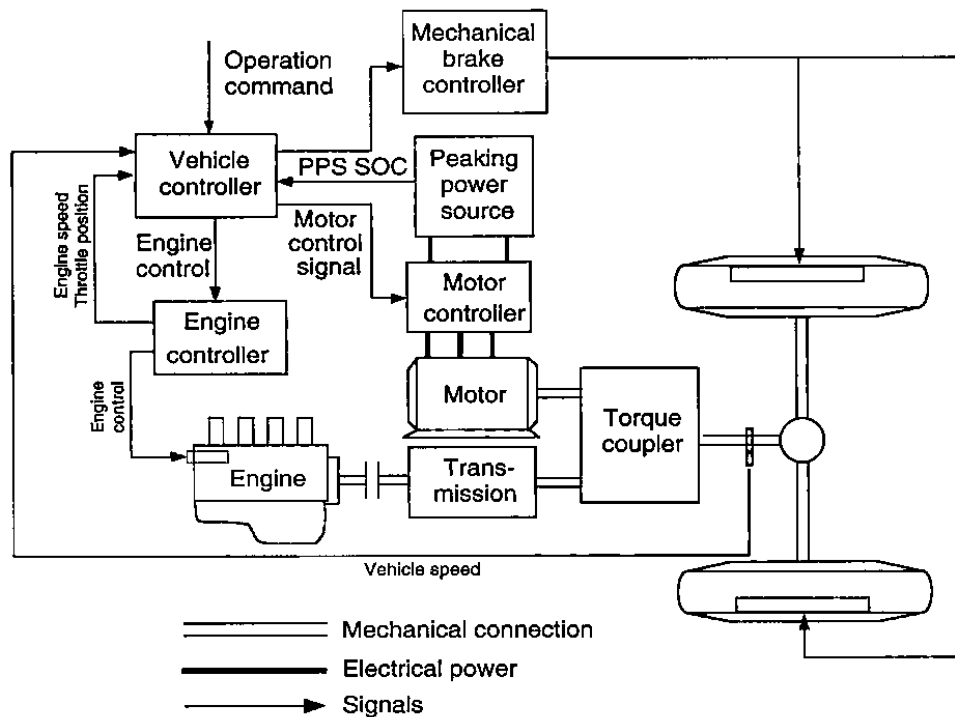 Mechanical
brake
controller
Operation
command
Vehicle
controller
PPS SOC
Peaking
power
source
Engine speed
Throttle position
Engine
control
Motor
control
signal
Motor
controller
Engine
controller
Engine
control
Motor
Torque
coupler
Engine
Trans-
mission
Vehicle speed
Mechanical connection
Electrical power
Signals